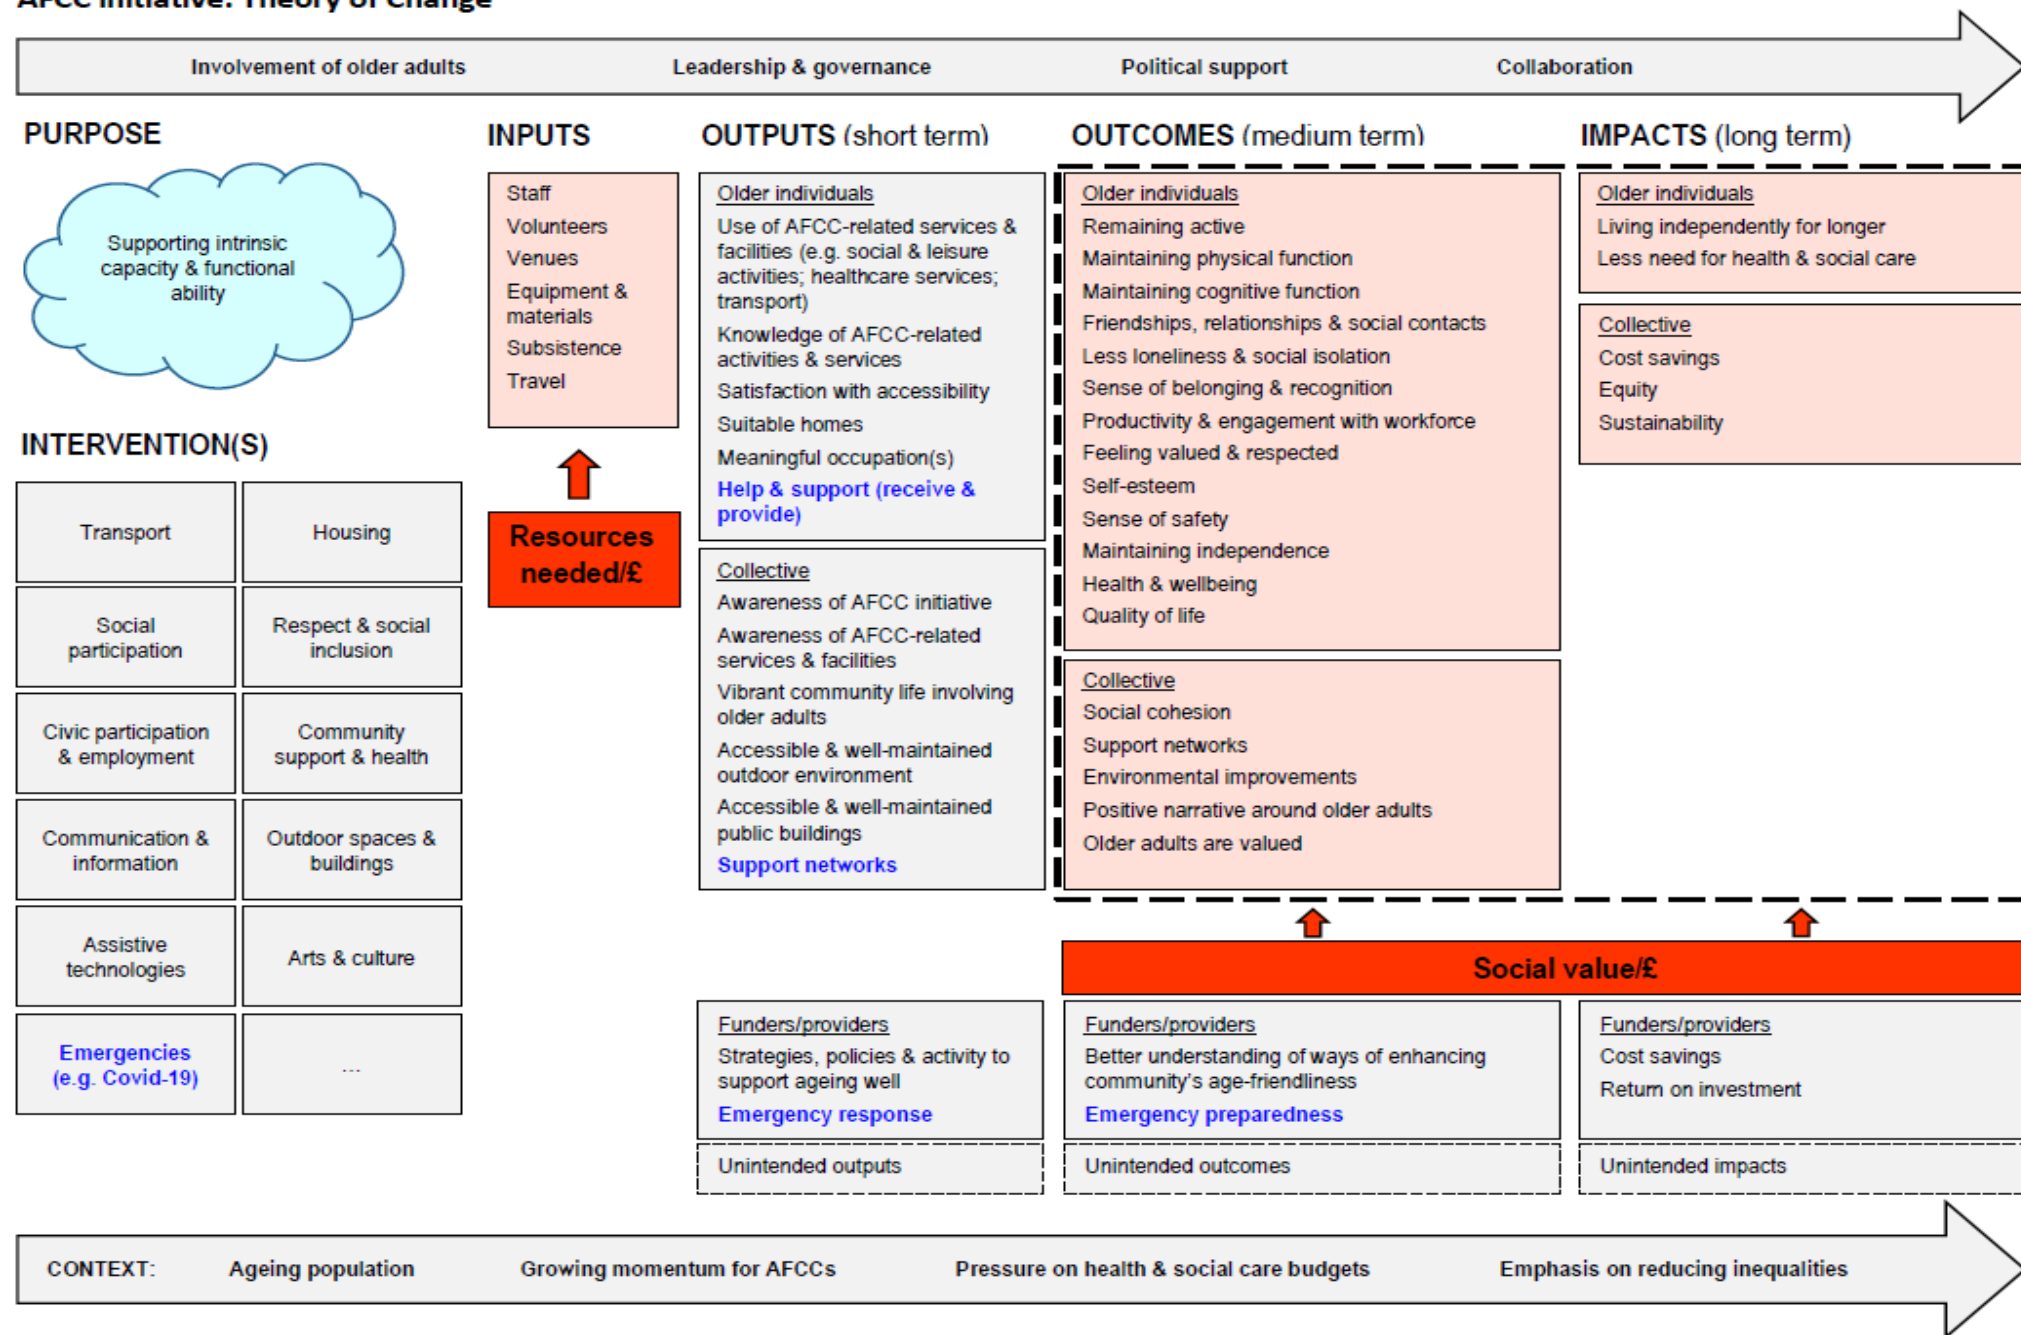 AFCC Initiative: Theory of Change
Involvement of older adults
Leadership & governance
Political support
Collaboration
PURPOSE
Supporting intrinsic
capacity & functional
ability
INTERVENTION(S)
Transport
Housing
Social
participation
Respect & social
inclusion
Civic participation
& employment
Community
support & health
Communication &
information
Outdoor spaces &
buildings
Assistive
technologies
Arts & culture
Emergencies
(e.g. Covid-19)
...
INPUTS
Staff
Volunteers
Venues
Equipment &
materials
Subsistence
Travel
Resources
needed/£
OUTPUTS (short term)
Older individuals
Use of AFCC-related services &
facilities (e.g. social & leisure
activities; healthcare services;
transport)
Knowledge of AFCC-related
activities & services
Satisfaction with accessibility
Suitable homes
Meaningful occupation(s)
Help & support (receive &
provide)
Collective
Awareness of AFCC initiative
Awareness of AFCC-related
services & facilities
Vibrant community life involving
older adults
Accessible & well-maintained
outdoor environment
Accessible & well-maintained
public buildings
Support networks
Funders/providers
Strategies, policies & activity to
support ageing well
Emergency response
Unintended outputs
OUTCOMES (medium term)
Older individuals
Remaining active
Maintaining physical function
Maintaining cognitive function
Friendships, relationships & social contacts
Less loneliness & social isolation
Sense of belonging & recognition
Productivity & engagement with workforce
Feeling valued & respected
Self-esteem
Sense of safety
Maintaining independence
Health & wellbeing
Quality of life
Collective
Social cohesion
Support networks
Environmental improvements
Positive narrative around older adults
Older adults are valued
Social value/£
Funders/providers
Better understanding of ways of enhancing
community's age-friendliness
Emergency preparedness
Unintended outcomes
IMPACTS (long term)
Older individuals
Living independently for longer
Less need for health & social care
Collective
Cost savings
Equity
Sustainability
Funders/providers
Cost savings
Return on investment
Unintended impacts
CONTEXT:
Ageing population
Growing momentum for AFCCs
Pressure on health & social care budgets
Emphasis on reducing inequalities